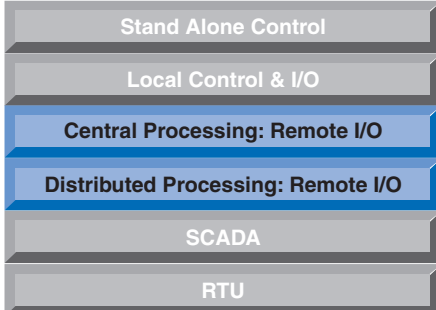 Stand Alone Control
Local Control & I/O
Central Processing: Remote I/O
Distributed Processing: Remote I/O
SCADA
RTU